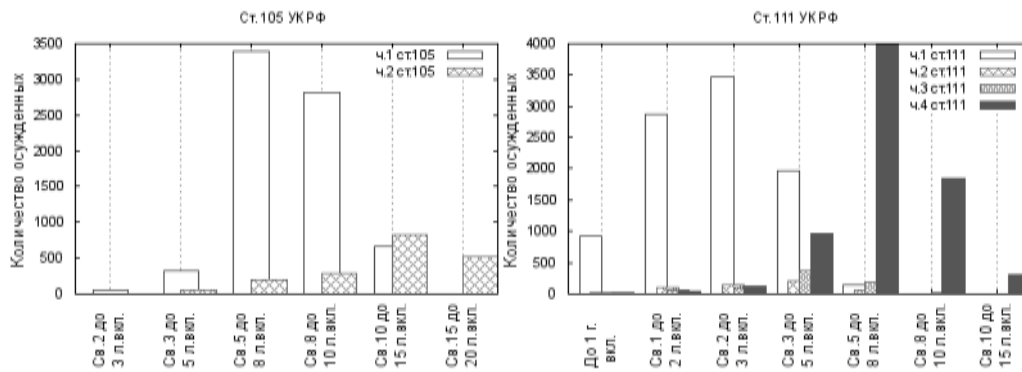 Ст.105 УК РФ
Количество осужденных
3500
3000
2500
2000
1500
1000
500
0
ч.1 ст.105
ч.2 ст.105
Св.2 до
3 л.вкл.
Св.3 до
5 л.вкл.
Св.5 до
8 л.вкл.
Св.8 до
10 л.вкл.
Св.10 до
15 л.вкл.
Св.15 до
20 л.вкл.
Ст.111 УК РФ
Количество осужденных
4000
3500
3000
2500
2000
1500
1000
500
0
ч.1 ст.111
ч.2 ст.111
ч.3 ст.111
ч.4 ст.111
До 1 г.
вкл.
Св.1 до
2 л.вкл.
Св.2 до
3 л.вкл.
Св.3 до
5 л.вкл.
Св.5 до
8 л.вкл.
Св.8 до
10 л.вкл.
Св.10 до
15 л.вкл.